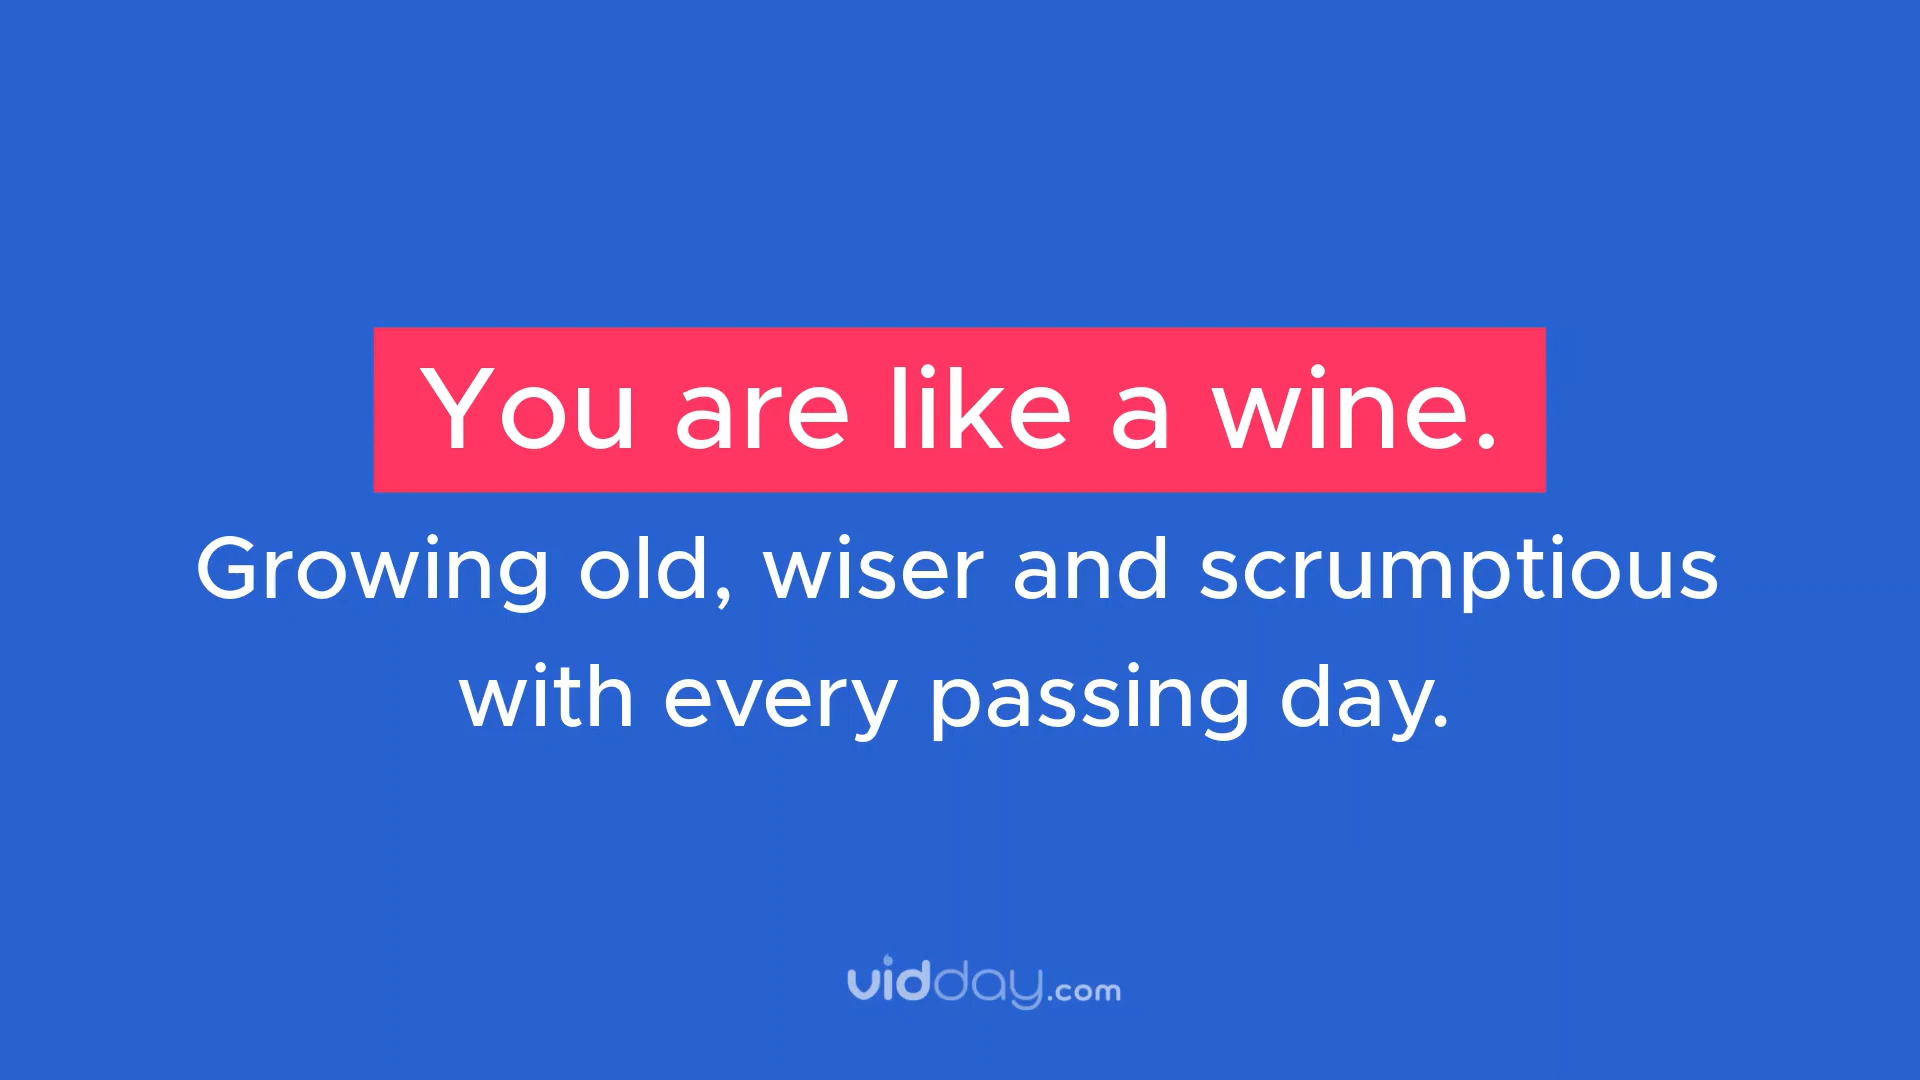 You are like a wine.
Growing old, wiser and scrumptious
with every passing day.
vidday.com